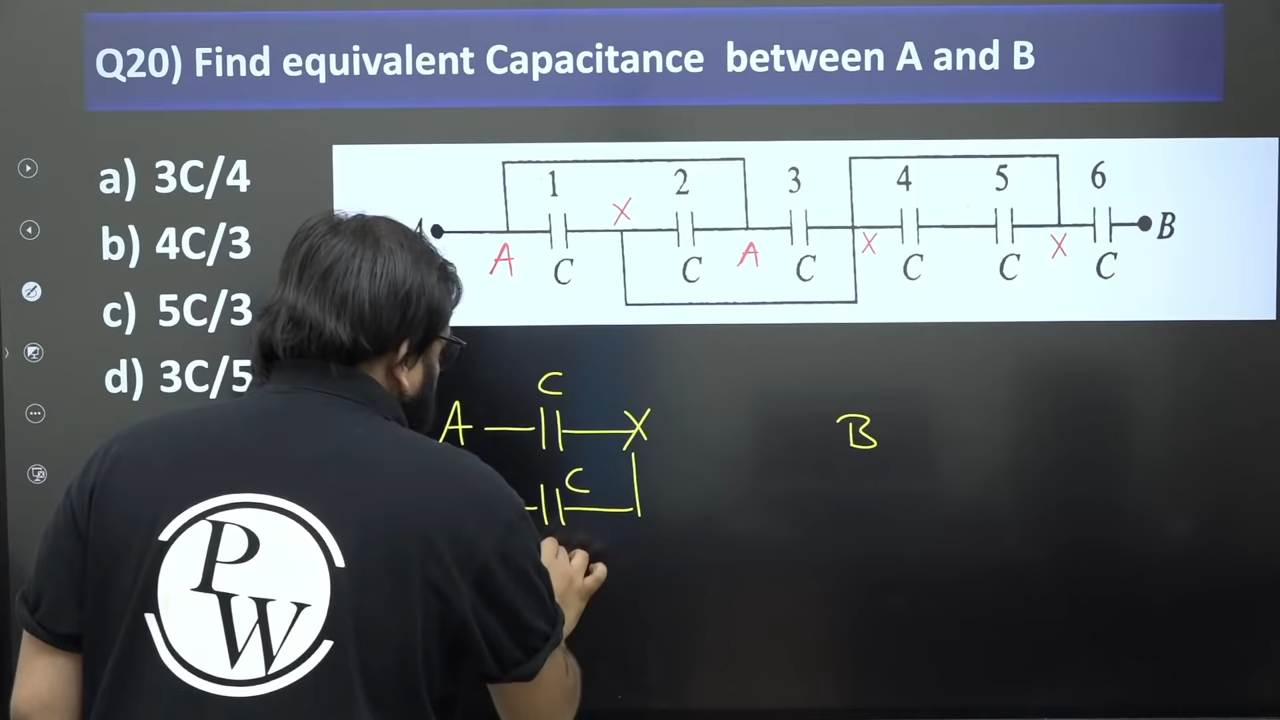 Q20) Find equivalent Capacitance between A and B
a) 3C/4
b) 4C/3
c) 5C/3
d) 3C/5
1 2 3 4 5 6
X
A B
A A X X
C C C C C C
C
A X B
C
P
W